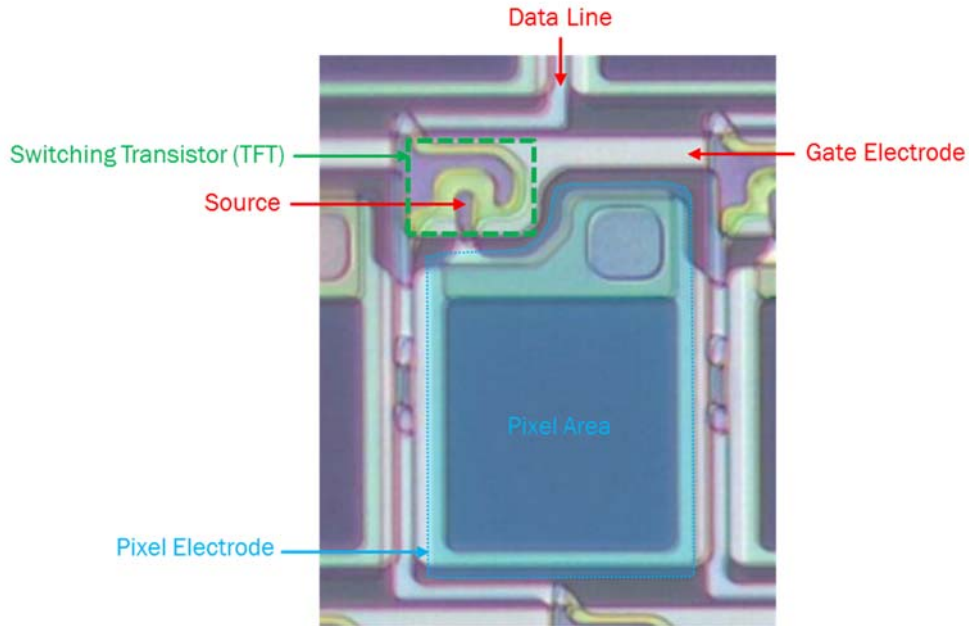 Data Line
Switching Transistor (TFT)
Gate Electrode
Source
Pixel Area
Pixel Electrode